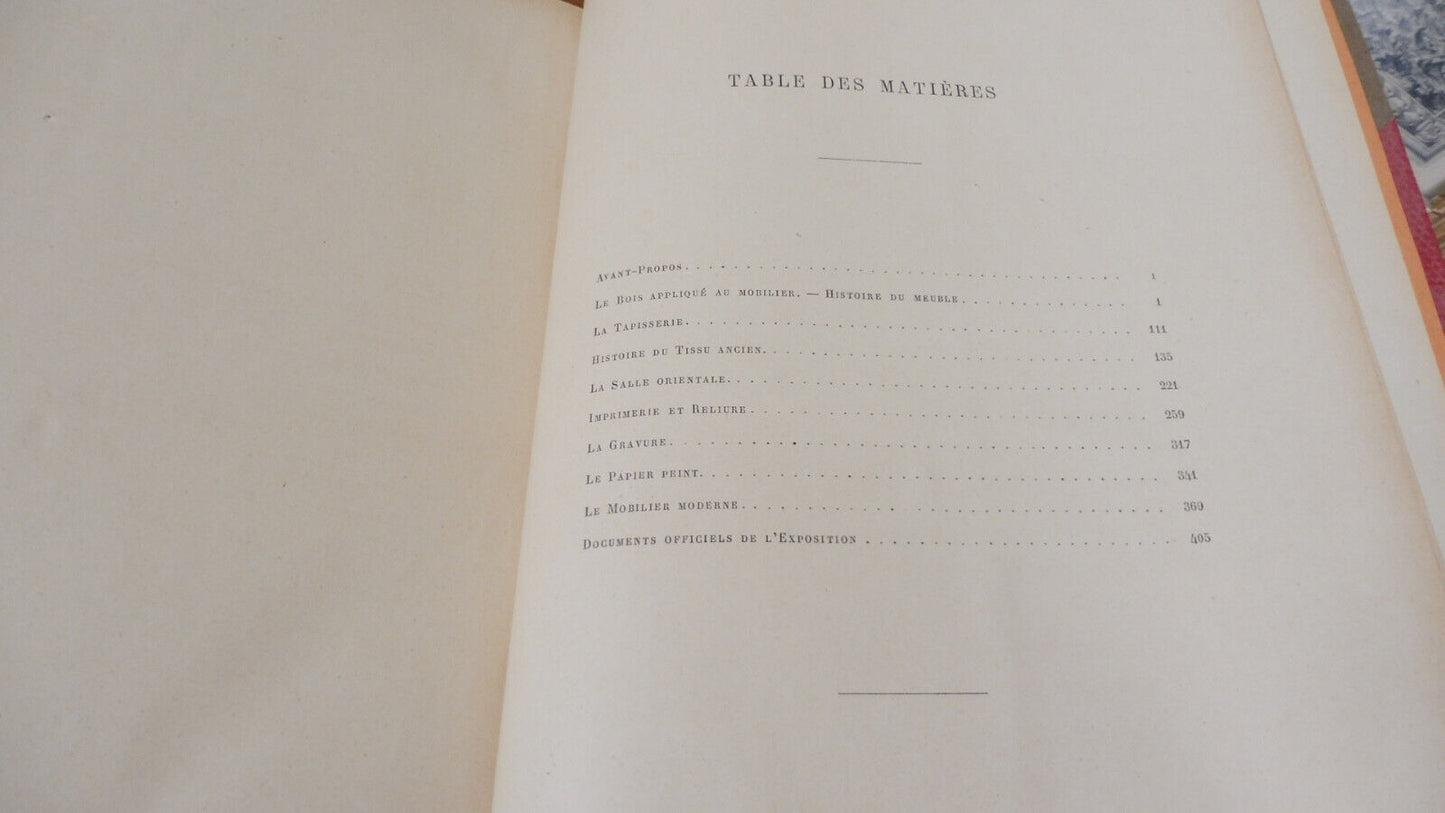 TABLE DES MATIÈRES
AVANT-PROPOS. . . . . . . . . . . . . . . . . . . . . . . . . . . . . . . . . . . . 1
LE BOIS APPLIQUÉ AU MOBILIER. — HISTOIRE DU MEUBLE. . . . . . . . . . . . . . 1
LA TAPISSERIE. . . . . . . . . . . . . . . . . . . . . . . . . . . . . . . . . . . . 111
HISTOIRE DU TISSU ANCIEN. . . . . . . . . . . . . . . . . . . . . . . . . . . . . . 135
LA SALLE ORIENTALE. . . . . . . . . . . . . . . . . . . . . . . . . . . . . . . . 221
IMPRIMERIE ET RELIURE . . . . . . . . . . . . . . . . . . . . . . . . . . . . . . 259
LA GRAVURE . . . . . . . . . . . . . . . . . . . . . . . . . . . . . . . . . . . . 317
LE PAPIER PEINT. . . . . . . . . . . . . . . . . . . . . . . . . . . . . . . . . . 341
LE MOBILIER MODERNE . . . . . . . . . . . . . . . . . . . . . . . . . . . . . . . 369
DOCUMENTS OFFICIELS DE L'EXPOSITION . . . . . . . . . . . . . . . . . . . . . . 405